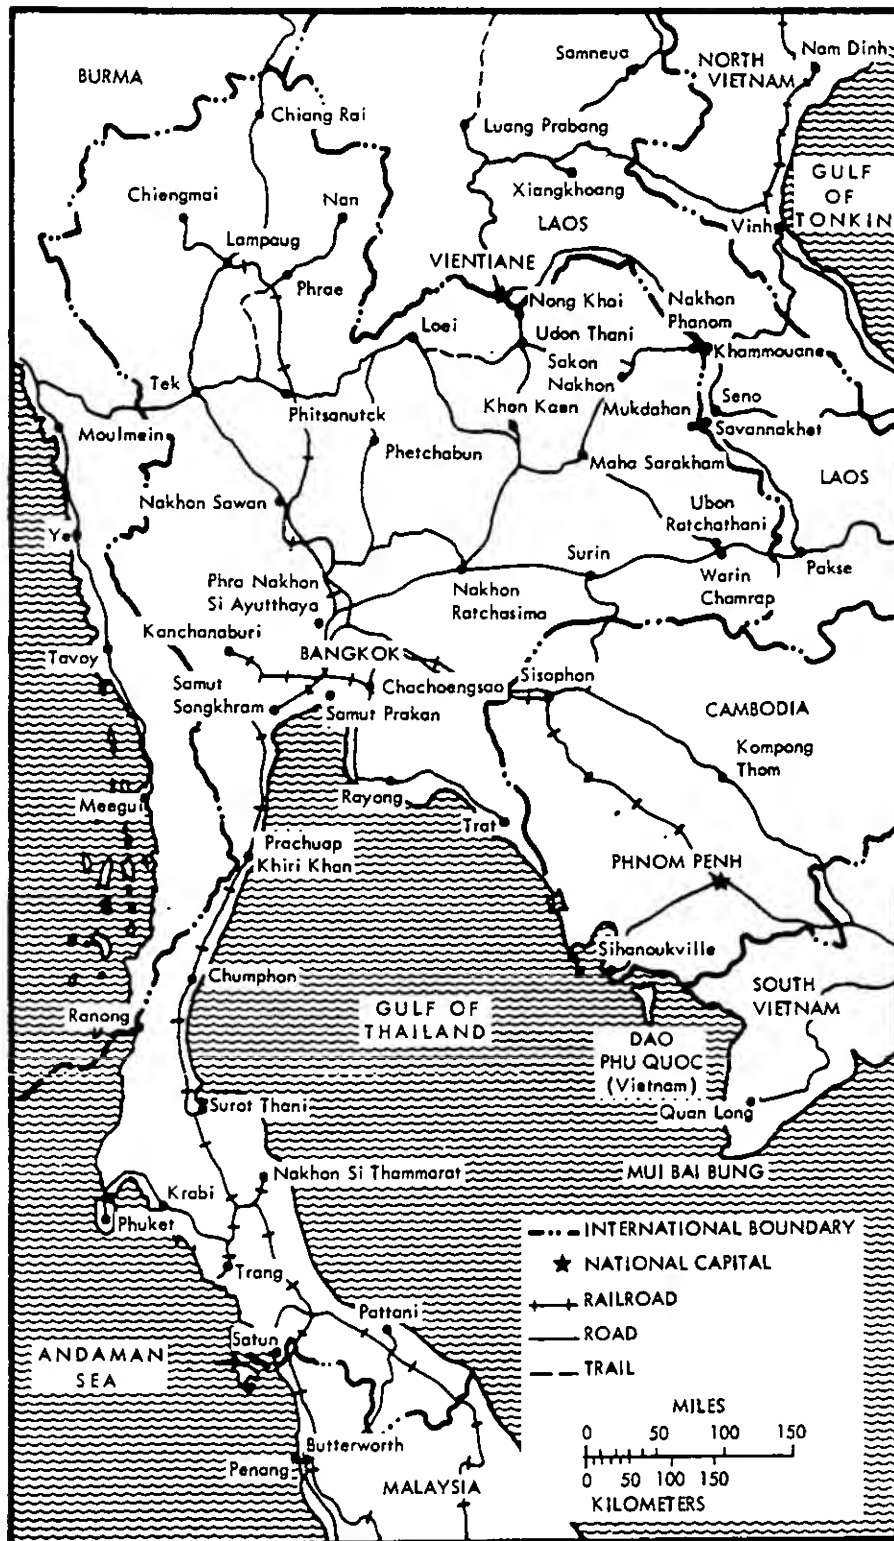 BURMA
Samneua
NORTH
VIETNAM
Nam Dinh
Chiang Rai
Luang Prabang
GULF
OF
TONKIN
Chiengmai
Nan
Xiangkhoang
LAOS
Vinh
Lampaug
VIENTIANE
Phrae
Nong Khai
Nakhon
Phanom
Loei
Udon Thani
Khammouane
Sakon
Nakhon
Tek
Phitsanutck
Khon Kaen
Mukdahan
Seno
Savannakhet
Moulmein
Phetchabun
Maha Sarakham
LAOS
Nakhon Sawan
Ubon
Ratchathani
Y
Surin
Pakse
Phra Nakhon
Si Ayutthaya
Nakhon
Ratchasima
Warin
Chamrap
Kanchanaburi
Tavoy
BANGKOK
Samut
Songkhram
Chachoengsao
Samut Prakan
Sisophon
CAMBODIA
Kompong
Thom
Meegui
Rayong
Trat
Prachuap
Khiri Khan
PHNOM PENH
Sihanoukville
Chumphon
SOUTH
VIETNAM
Ranong
GULF OF
THAILAND
DAO
PHU QUOC
(Vietnam)
Surat Thani
Quan Long
MUI BAI BUNG
Nakhon Si Thammarat
Krabi
Phuket
Trang
INTERNATIONAL BOUNDARY
NATIONAL CAPITAL
RAILROAD
ROAD
TRAIL
Pattani
Satun
ANDAMAN
SEA
MILES
0 50 100 150
0 50 100 150
KILOMETERS
Butterworth
Penang
MALAYSIA